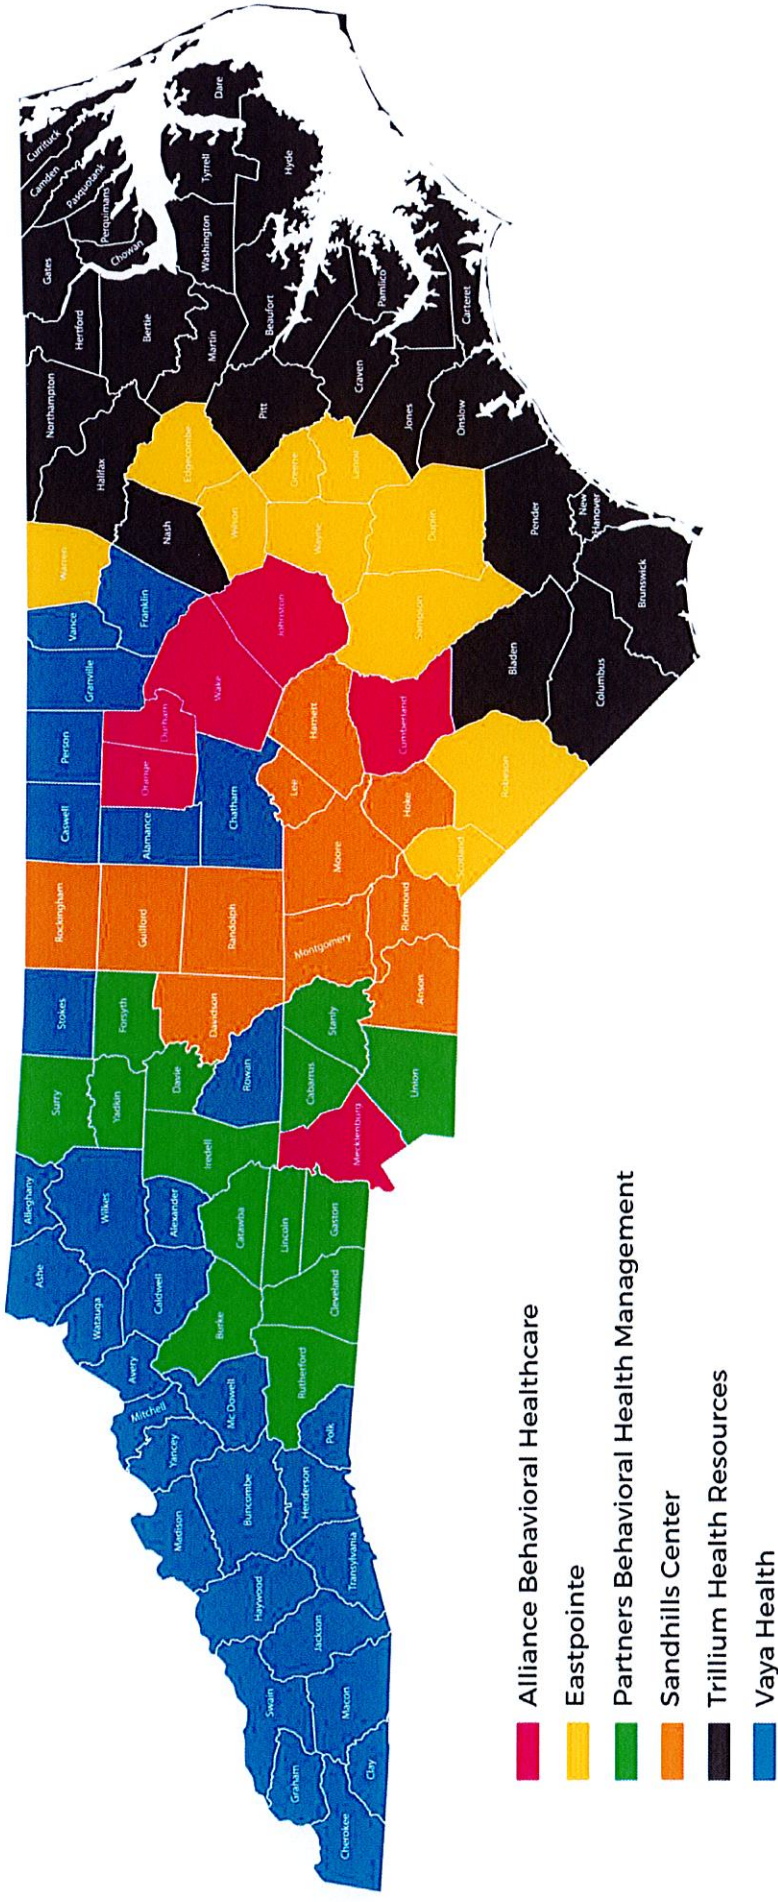 Cherokee
Graham
Clay
Swain
Macon
Jackson
Haywood
Transylvania
Madison
Buncombe
Henderson
Yancey
Mitchell
Mc Dowell
Polk
Avery
Rutherford
Watauga
Caldwell
Burke
Cleveland
Ashe
Alleghany
Wilkes
Alexander
Catawba
Lincoln
Gaston
Iredell
Mecklenburg
Surry
Yadkin
Davie
Rowan
Cabarrus
Union
Stokes
Forsyth
Davidson
Stanly
Anson
Rockingham
Guilford
Randolph
Montgomery
Richmond
Moore
Scotland
Caswell
Alamance
Chatham
Lee
Hoke
Robeson
Person
Orange
Durham
Harnett
Cumberland
Granville
Wake
Bladen
Columbus
Vance
Franklin
Johnston
Sampson
Brunswick
Warren
Nash
Wilson
Wayne
Duplin
Pender
New
Hanover
Halifax
Edgecombe
Greene
Lenoir
Northampton
Pitt
Jones
Onslow
Hertford
Bertie
Martin
Beaufort
Craven
Pamlico
Carteret
Gates
Chowan
Perquimans
Washington
Pasquotank
Camden
Currituck
Tyrrell
Hyde
Dare
Alliance Behavioral Healthcare
Eastpointe
Partners Behavioral Health Management
Sandhills Center
Trillium Health Resources
Vaya Health